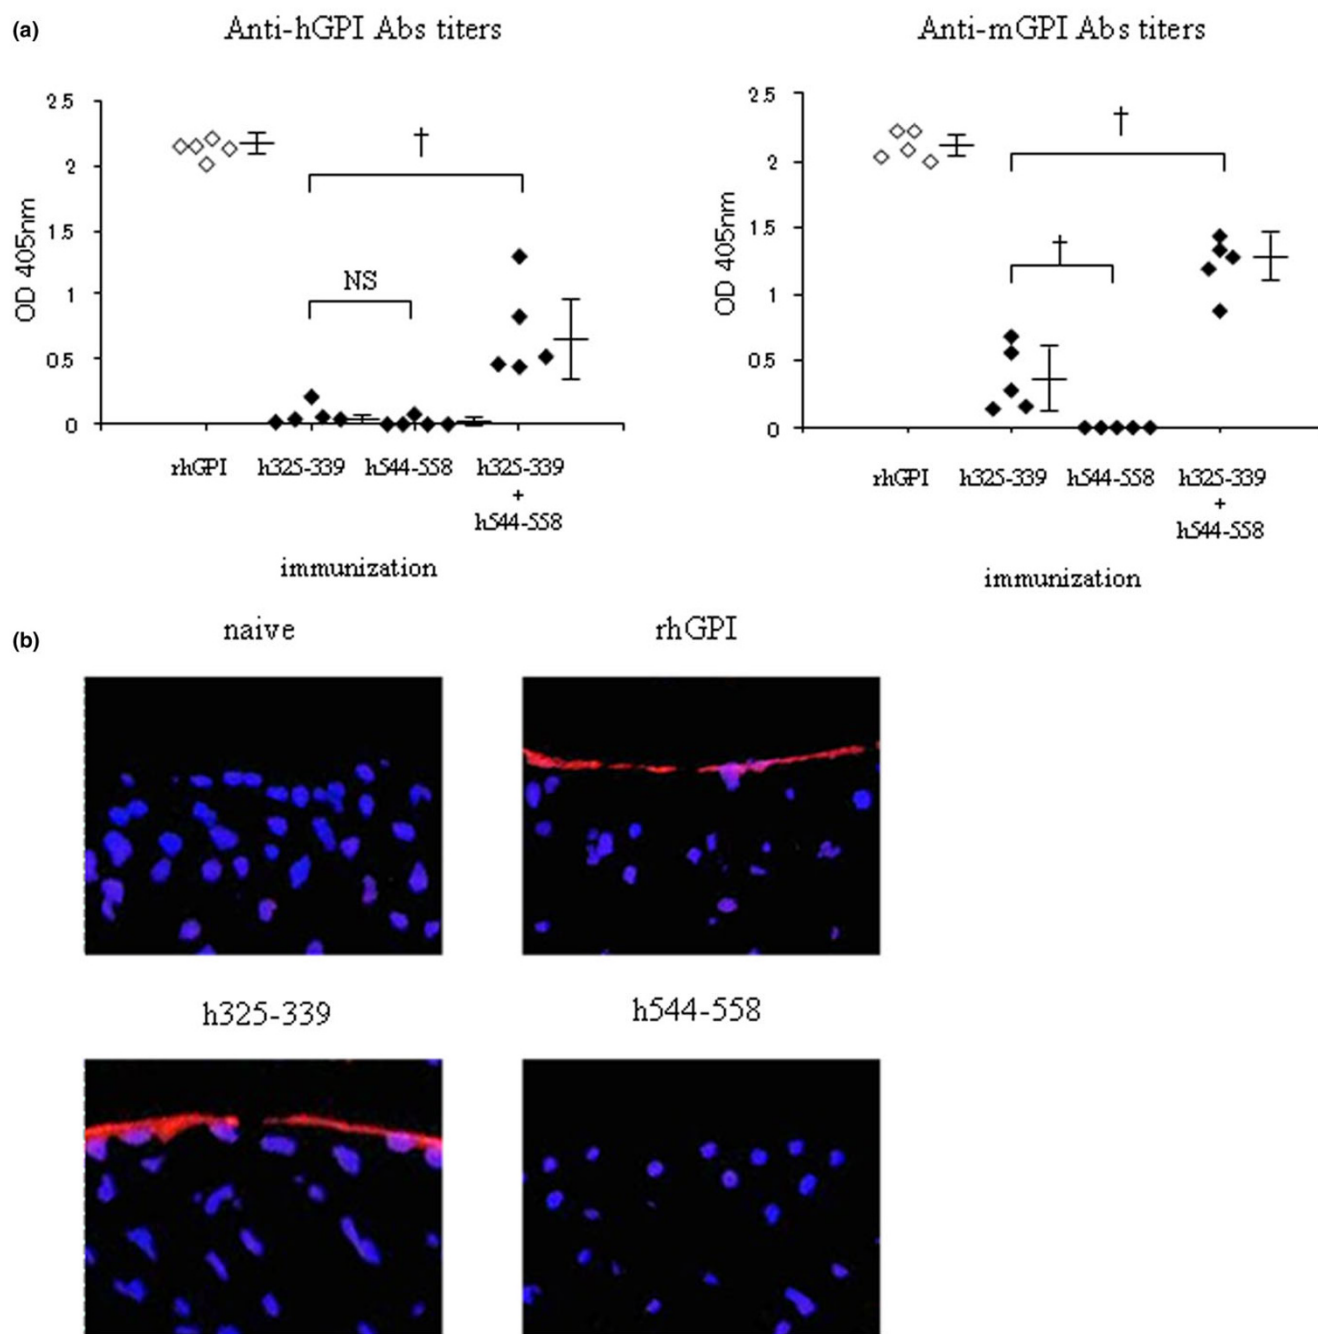 (a)
Anti-hGPI Abs titers
OD 405nm
2.5
2
1.5
1
0.5
0
†
NS
rhGPI h325-339 h544-558 h325-339
+
h544-558
immunization
Anti-mGPI Abs titers
OD 405nm
2.5
2
1.5
1
0.5
0
†
†
rhGPI h325-339 h544-558 h325-339
+
h544-558
immunization
(b)
naive
rhGPI
h325-339
h544-558